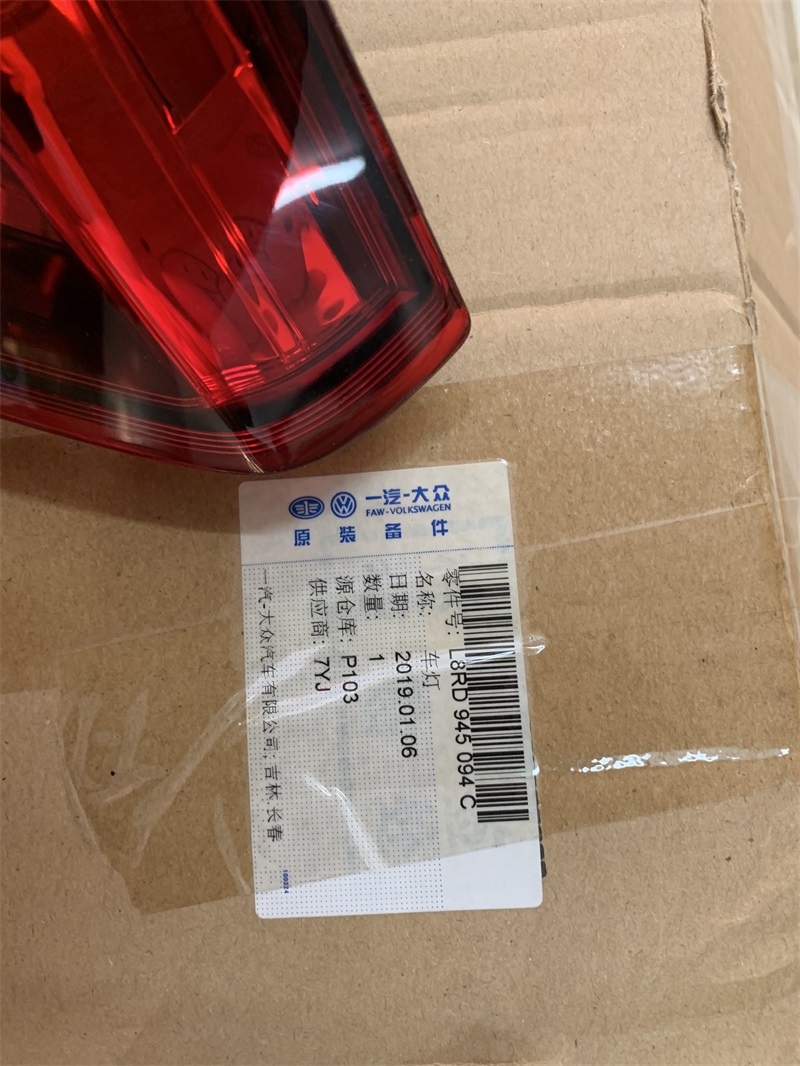 一汽-大众
FAW-VOLKSWAGEN
原装备件
零件号: L8RD 945 094 C
名称: 车灯
日期: 2019.01.06
数量: 1
源仓库: P103
供应商: 7YJ
一汽-大众汽车有限公司; 吉林.长春